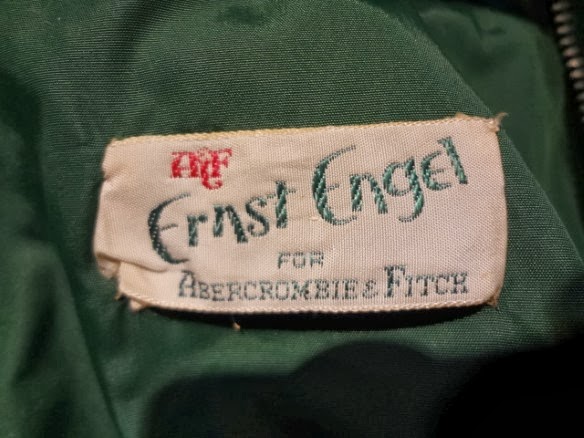 A&F
Ernst Engel
FOR
ABERCROMBIE & FITCH